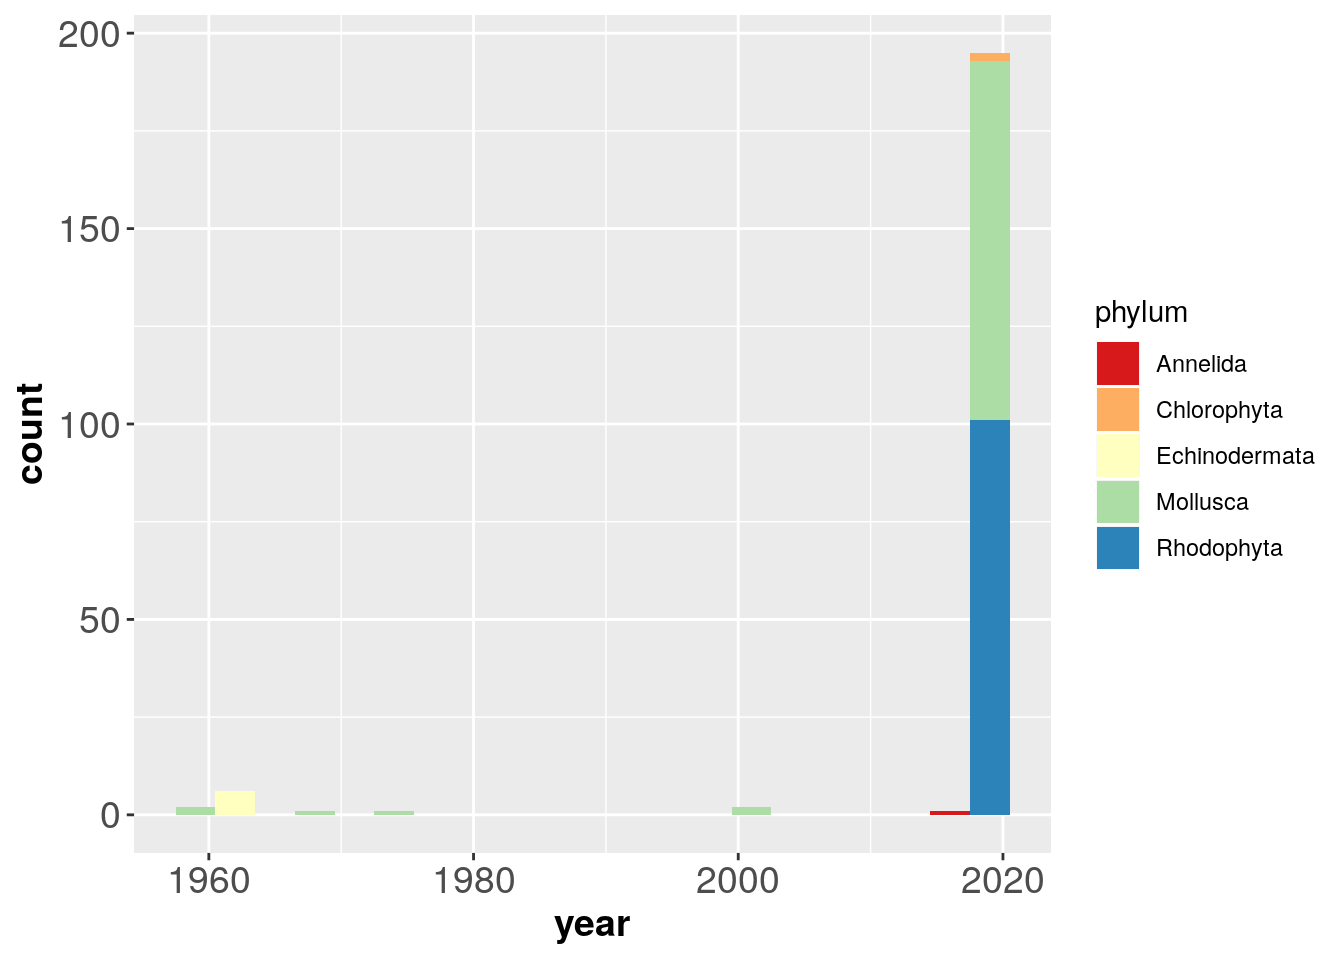 200
150
100
50
0
count
1960 1980 2000 2020
year
phylum
Annelida
Chlorophyta
Echinodermata
Mollusca
Rhodophyta